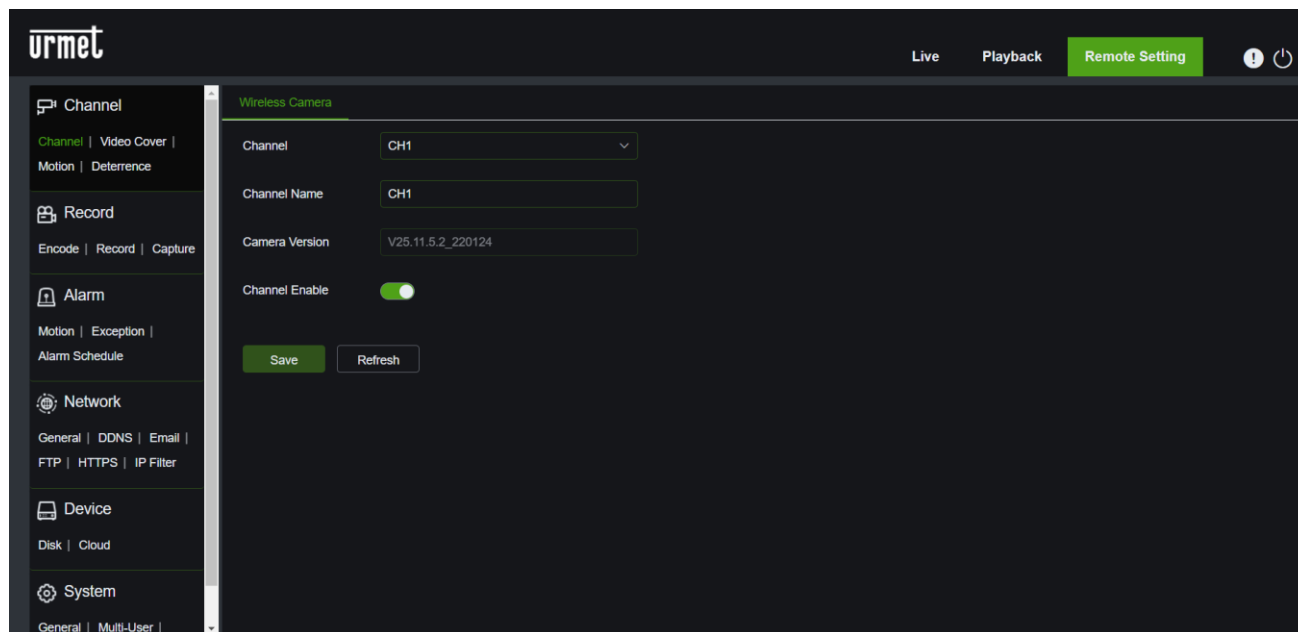 urmet
Live Playback Remote Setting
Channel
Channel | Video Cover |
Motion | Deterrence
Record
Encode | Record | Capture
Alarm
Motion | Exception |
Alarm Schedule
Network
General | DDNS | Email |
FTP | HTTPS | IP Filter
Device
Disk | Cloud
System
General | Multi-User |
Wireless Camera
Channel CH1
Channel Name CH1
Camera Version V25.11.5.2_220124
Channel Enable
Save Refresh